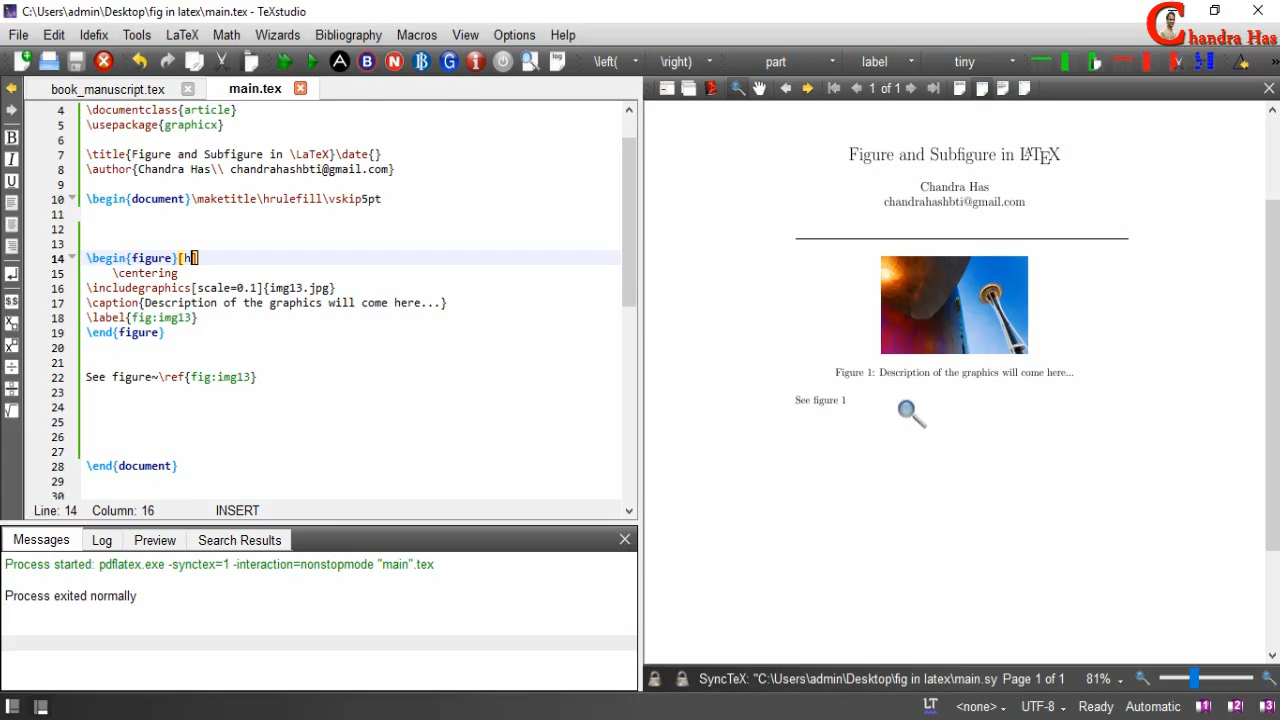 C:\Users\admin\Desktop\fig in latex\main.tex - TeXstudio
File Edit Idefix Tools LaTeX Math Wizards Bibliography Macros View Options Help
Chandra Has
\left( \right) part label tiny
book_manuscript.tex main.tex
1 of 1
4 \documentclass{article}
5 \usepackage{graphicx}
6
7 \title{Figure and Subfigure in \LaTeX}\date{}
8 \author{Chandra Has\\ chandrahashbti@gmail.com}
9
10 \begin{document}\maketitle\hrulefill\vskip5pt
11
12
13
14 \begin{figure}[h]
15 \centering
16 \includegraphics[scale=0.1]{img13.jpg}
17 \caption{Description of the graphics will come here...}
18 \label{fig:img13}
19 \end{figure}
20
21
22 See figure~\ref{fig:img13}
23
24
25
26
27
28 \end{document}
29
30
Line: 14 Column: 16 INSERT
Messages Log Preview Search Results
Process started: pdflatex.exe -synctex=1 -interaction=nonstopmode "main".tex
Process exited normally
Figure and Subfigure in LATEX
Chandra Has
chandrahashbti@gmail.com
Figure 1: Description of the graphics will come here...
See figure 1
SyncTeX: "C:\Users\admin\Desktop\fig in latex\main.sy Page 1 of 1 81%
LT <none> UTF-8 Ready Automatic 1 2 3